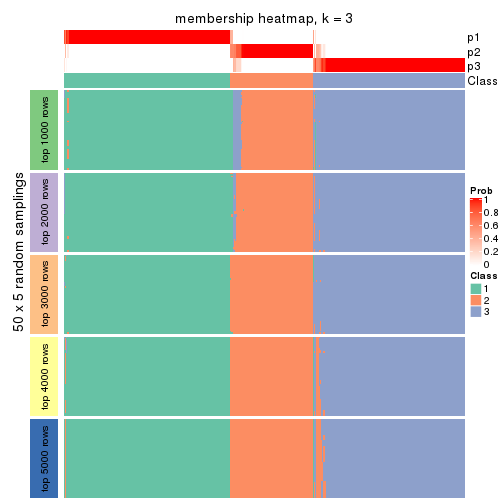 membership heatmap, k = 3
p1
p2
p3
Class
50 x 5 random samplings
top 1000 rows
top 2000 rows
top 3000 rows
top 4000 rows
top 5000 rows
Prob
1
0.8
0.6
0.4
0.2
0
Class
1
2
3